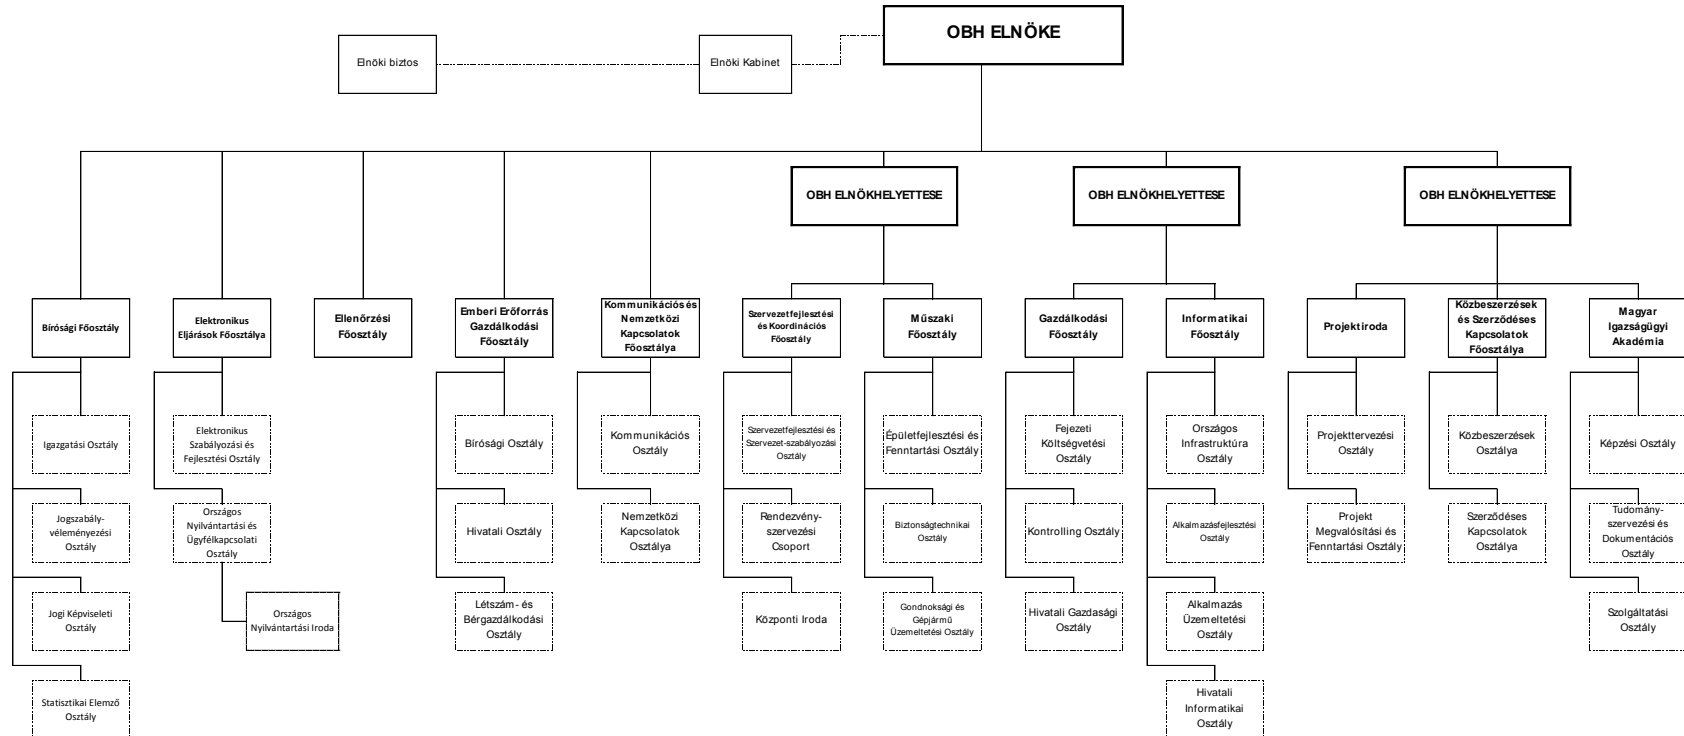 OBH ELNÖKE
Elnöki biztos
Elnöki Kabinet
OBH ELNÖKHELYETTESE
OBH ELNÖKHELYETTESE
OBH ELNÖKHELYETTESE
Bírósági Főosztály
Elektronikus
Eljárások Főosztálya
Ellenőrzési
Főosztály
Emberi Erőforrás
Gazdálkodási
Főosztály
Kommunikációs és
Nemzetközi
Kapcsolatok
Főosztálya
Szervezetfejlesztési
és Koordinációs
Főosztály
Műszaki
Főosztály
Gazdálkodási
Főosztály
Informatikai
Főosztály
Projektiroda
Közbeszerzések
és Szerződéses
Kapcsolatok
Főosztálya
Magyar
Igazságügyi
Akadémia
Igazgatási Osztály
Elektronikus
Szabályozási és
Fejlesztési Osztály
Bírósági Osztály
Kommunikációs
Osztály
Szervezetfejlesztési és
Szervezet-szabályozási
Osztály
Épületfejlesztési és
Fenntartási Osztály
Fejezeti
Költségvetési
Osztály
Országos
Infrastruktúra
Osztály
Projekttervezési
Osztály
Közbeszerzések
Osztálya
Képzési Osztály
Jogszabály-
véleményezési
Osztály
Országos
Nyilvántartási és
Ügyfélkapcsolati
Osztály
Hivatali Osztály
Nemzetközi
Kapcsolatok
Osztálya
Rendezvény-
szervezési
Csoport
Biztonságtechnikai
Osztály
Kontrolling Osztály
Alkalmazásfejlesztési
Osztály
Projekt
Megvalósítási és
Fenntartási Osztály
Szerződéses
Kapcsolatok
Osztálya
Tudomány-
szervezési és
Dokumentációs
Osztály
Jogi Képviseleti
Osztály
Országos
Nyilvántartási Iroda
Létszám- és
Bérgazdálkodási
Osztály
Központi Iroda
Gondnoksági és
Gépjármű
Üzemeltetési Osztály
Hivatali Gazdasági
Osztály
Alkalmazás
Üzemeltetési
Osztály
Szolgáltatási
Osztály
Statisztikai Elemző
Osztály
Hivatali
Informatikai
Osztály